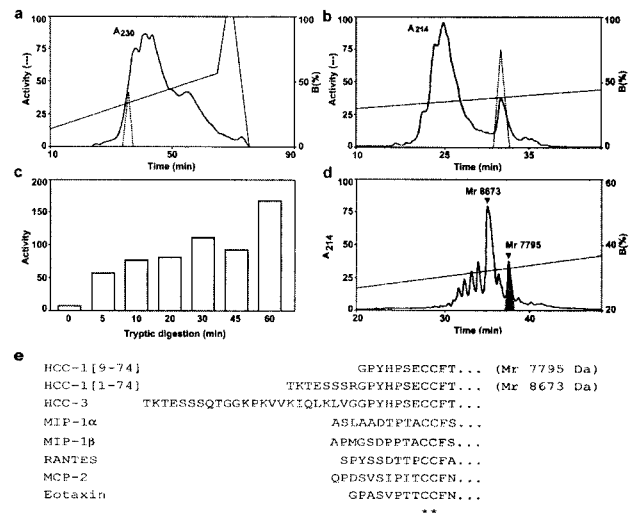 a
A230
Activity (---)
100
75
50
25
0
100
50
0
B(%)
10
50
90
Time (min)
b
A214
Activity (---)
100
75
50
25
0
100
50
0
B(%)
10
25
35
Time (min)
c
Activity
200
150
100
50
0
0 5 10 20 30 45 60
Tryptic digestion (min)
d
Mr 8673
Mr 7795
A214
100
75
50
25
0
60
50
40
20
B(%)
20
30
40
Time (min)
e
HCC-1[9-74] GPYHPSECCFT... (Mr 7795 Da)
HCC-1[1-74] TKTESSSRGPYHPSECCFT... (Mr 8673 Da)
HCC-3 TKTESSSQTGGKPKVVKIQLKLVGGPYHPSECCFT...
MIP-1α ASLAADTPTACCFS...
MIP-1β APMGSDPPTACCFS...
RANTES SPYSSDTTPCCFA...
MCP-2 QPDSVSIPITCCFN...
Eotaxin GPASVPTTCCFN...
**